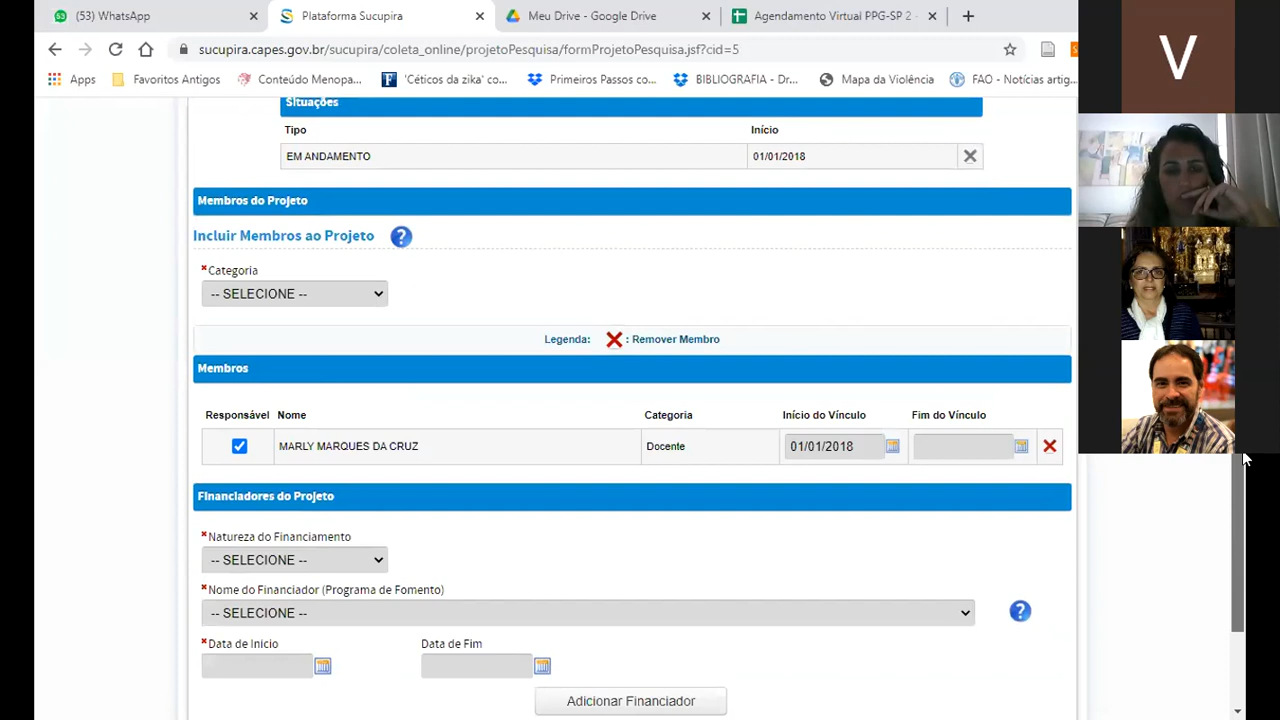 (53) WhatsApp
Plataforma Sucupira
Meu Drive - Google Drive
Agendamento Virtual PPG-SP 2 -
V
sucupira.capes.gov.br/sucupira/coleta_online/projetoPesquisa/formProjetoPesquisa.jsf?cid=5
Apps
Favoritos Antigos
Conteúdo Menopa...
'Céticos da zika' co...
Primeiros Passos co...
BIBLIOGRAFIA - Dr...
Mapa da Violência
FAO - Notícias artig...
Situações
Tipo Início
EM ANDAMENTO 01/01/2018
Membros do Projeto
Incluir Membros ao Projeto
*Categoria
-- SELECIONE --
Legenda: : Remover Membro
Membros
Responsável Nome Categoria Início do Vínculo Fim do Vínculo
MARLY MARQUES DA CRUZ Docente 01/01/2018
Financiadores do Projeto
*Natureza do Financiamento
-- SELECIONE --
*Nome do Financiador (Programa de Fomento)
-- SELECIONE --
*Data de Inicio Data de Fim
Adicionar Financiador